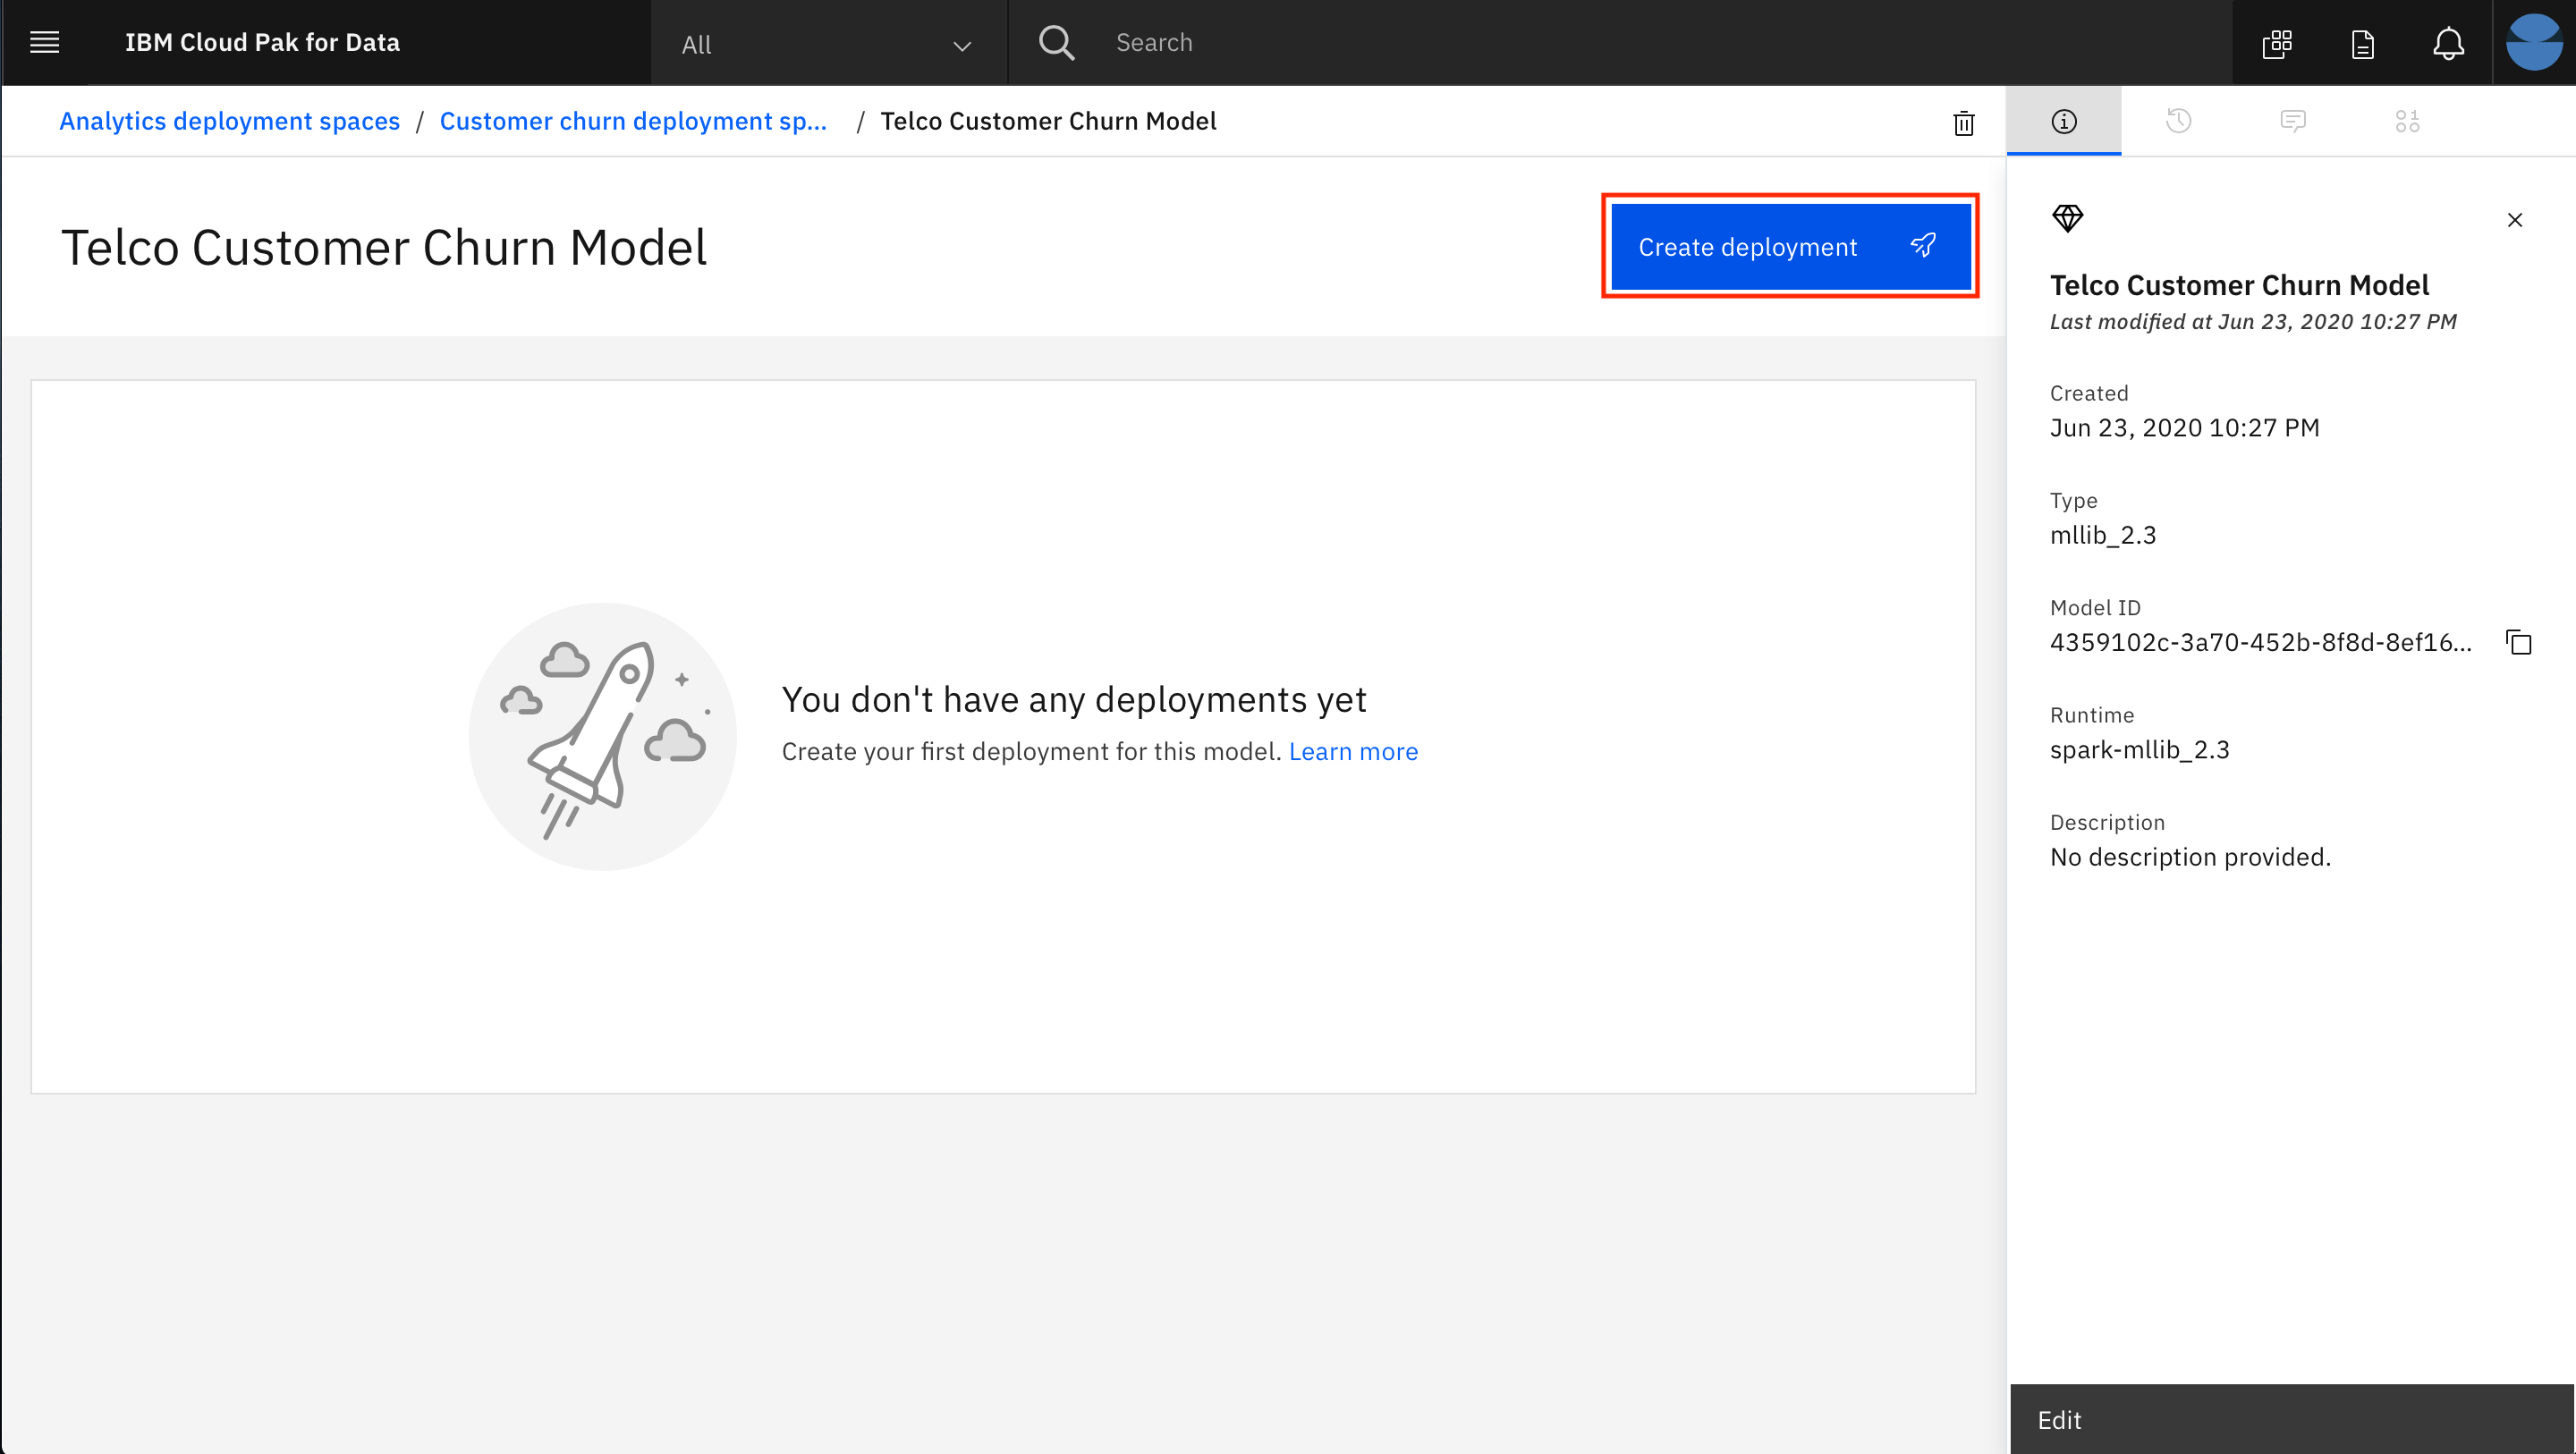 IBM Cloud Pak for Data
All
Search
Analytics deployment spaces / Customer churn deployment sp... / Telco Customer Churn Model
Telco Customer Churn Model
Create deployment
You don't have any deployments yet
Create your first deployment for this model. Learn more
Telco Customer Churn Model
Last modified at Jun 23, 2020 10:27 PM
Created
Jun 23, 2020 10:27 PM
Type
mllib_2.3
Model ID
4359102c-3a70-452b-8f8d-8ef16...
Runtime
spark-mllib_2.3
Description
No description provided.
Edit